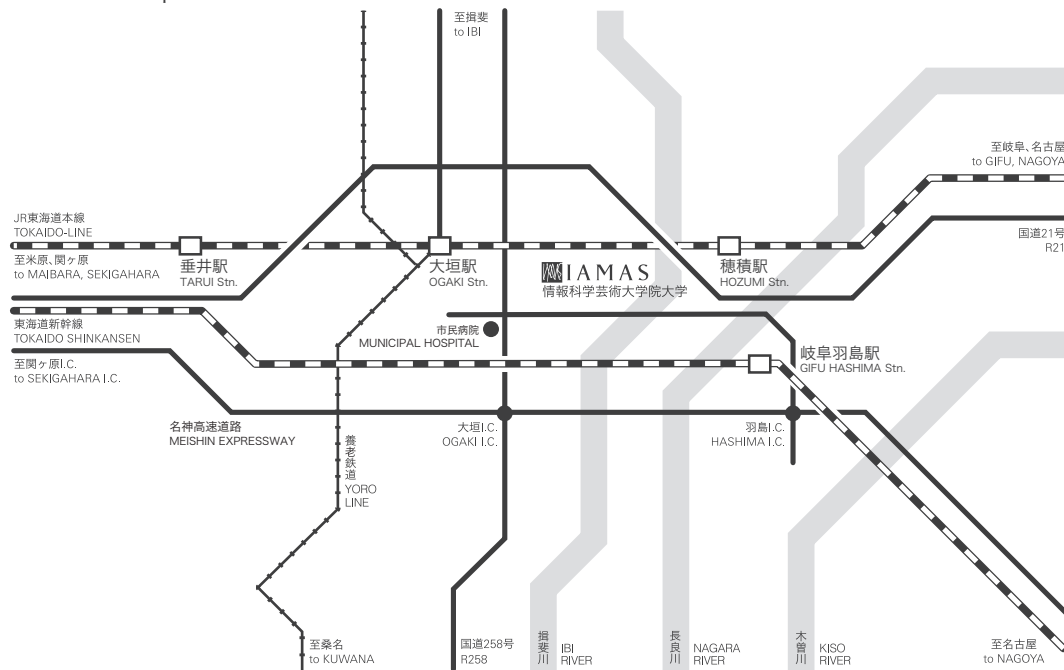 至揖斐
to IBI
至岐阜、名古屋
to GIFU, NAGOYA
JR東海道本線
TOKAIDO-LINE
国道21号
R21
至米原、関ヶ原
to MAIBARA, SEKIGAHARA
垂井駅
TARUI Stn.
大垣駅
OGAKI Stn.
穂積駅
HOZUMI Stn.
IAMAS
情報科学芸術大学院大学
東海道新幹線
TOKAIDO SHINKANSEN
市民病院
MUNICIPAL HOSPITAL
岐阜羽島駅
GIFU HASHIMA Stn.
至関ヶ原I.C.
to SEKIGAHARA I.C.
名神高速道路
MEISHIN EXPRESSWAY
大垣I.C.
OGAKI I.C.
羽島I.C.
HASHIMA I.C.
養老鉄道
YORO
LINE
至桑名
to KUWANA
国道258号
R258
揖斐川
IBI
RIVER
長良川
NAGARA
RIVER
木曽川
KISO
RIVER
至名古屋
to NAGOYA